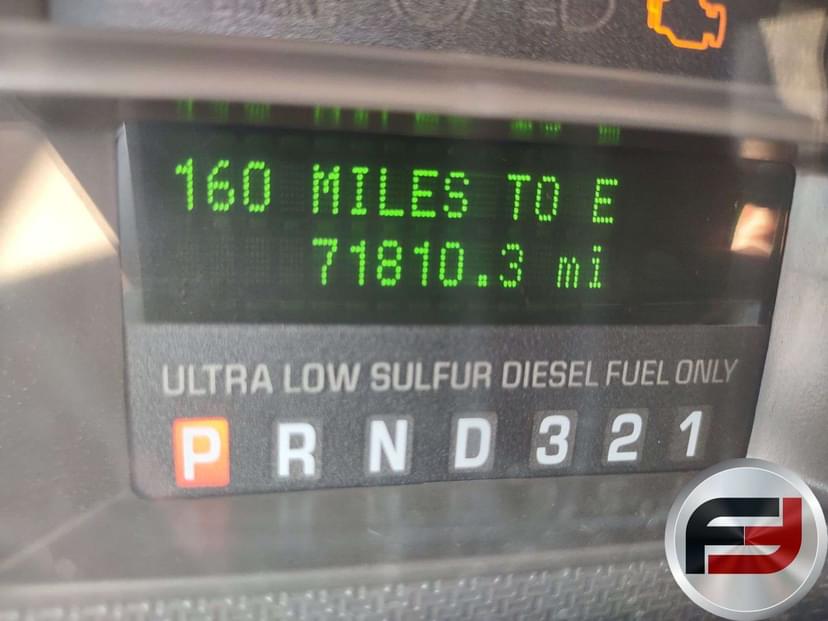 160 MILES TO E
71810.3 mi
ULTRA LOW SULFUR DIESEL FUEL ONLY
P R N D 3 2 1